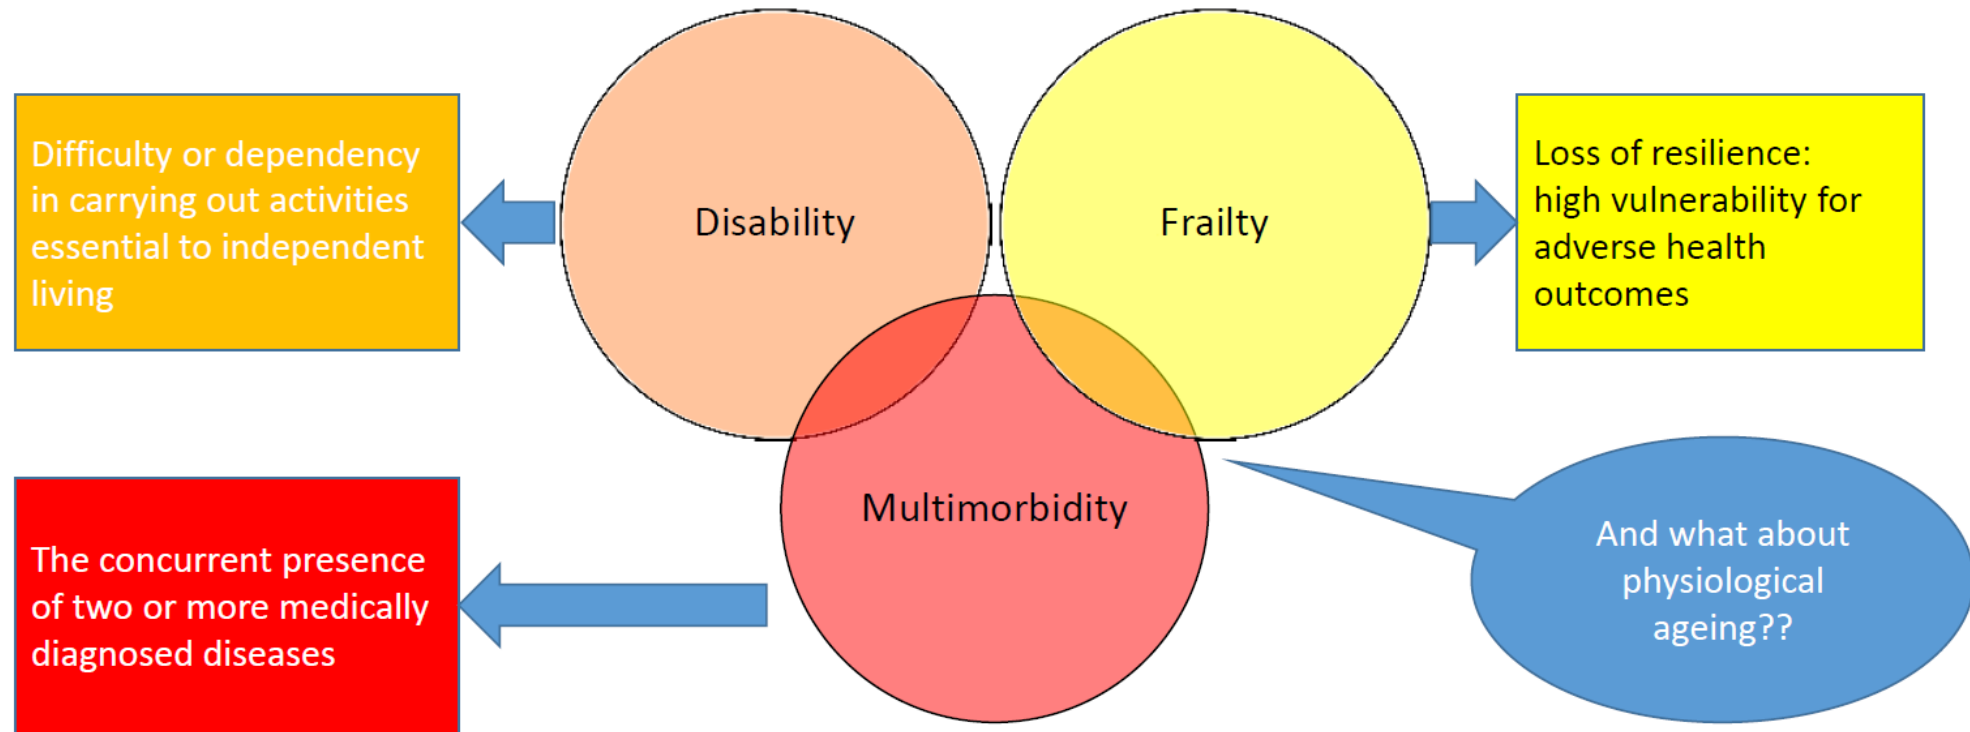 Difficulty or dependency
in carrying out activities
essential to independent
living
Disability
Frailty
Loss of resilience:
high vulnerability for
adverse health
outcomes
The concurrent presence
of two or more medically
diagnosed diseases
Multimorbidity
And what about
physiological
ageing??